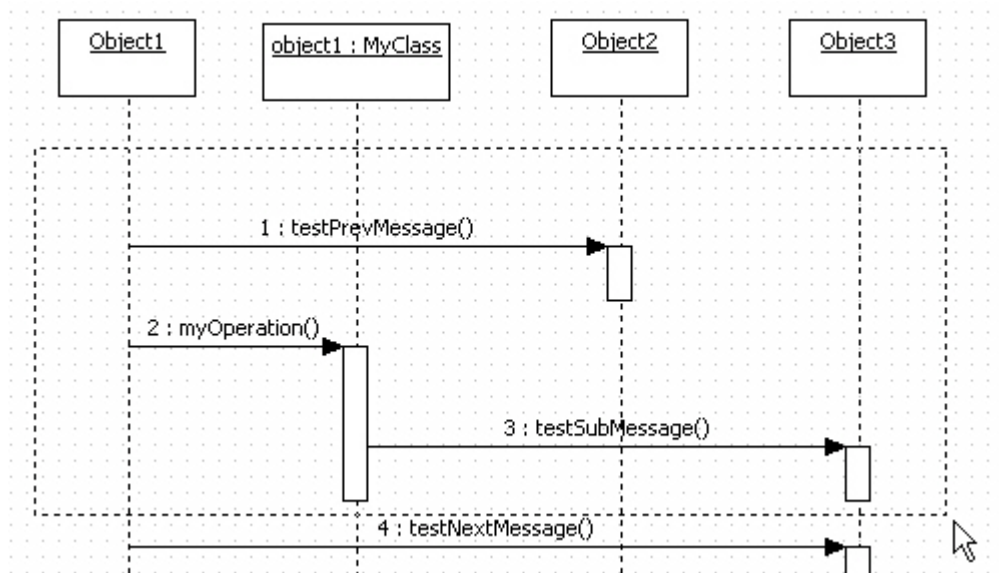 Object1
object1 : MyClass
Object2
Object3
1 : testPrevMessage()
2 : myOperation()
3 : testSubMessage()
4 : testNextMessage()